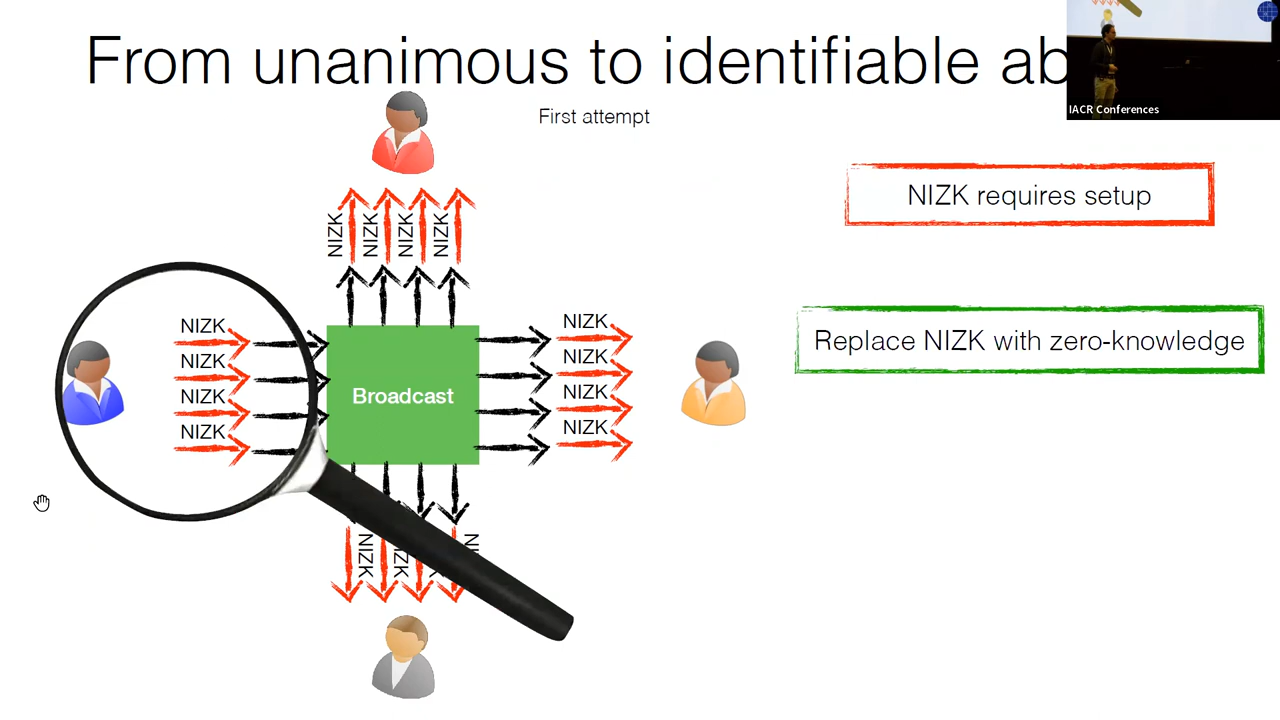 From unanimous to identifiable ab
IACR Conferences
First attempt
NIZK requires setup
Replace NIZK with zero-knowledge
NIZK
NIZK
NIZK
NIZK
NIZK
NIZK
NIZK
NIZK
Broadcast
NIZK
NIZK
NIZK
NIZK
NIZK